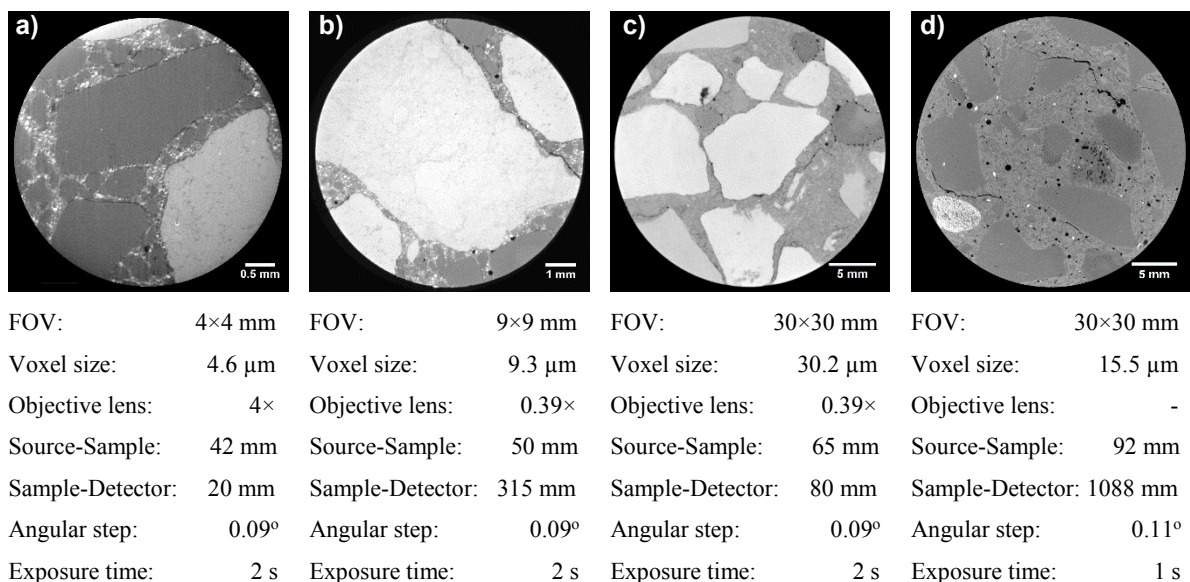 a) b) c) d)
0.5 mm 1 mm 5 mm 5 mm
FOV: 4×4 mm FOV: 9×9 mm FOV: 30×30 mm FOV: 30×30 mm
Voxel size: 4.6 µm Voxel size: 9.3 µm Voxel size: 30.2 µm Voxel size: 15.5 µm
Objective lens: 4× Objective lens: 0.39× Objective lens: 0.39× Objective lens: -
Source-Sample: 42 mm Source-Sample: 50 mm Source-Sample: 65 mm Source-Sample: 92 mm
Sample-Detector: 20 mm Sample-Detector: 315 mm Sample-Detector: 80 mm Sample-Detector: 1088 mm
Angular step: 0.09º Angular step: 0.09º Angular step: 0.09º Angular step: 0.11º
Exposure time: 2 s Exposure time: 2 s Exposure time: 2 s Exposure time: 1 s